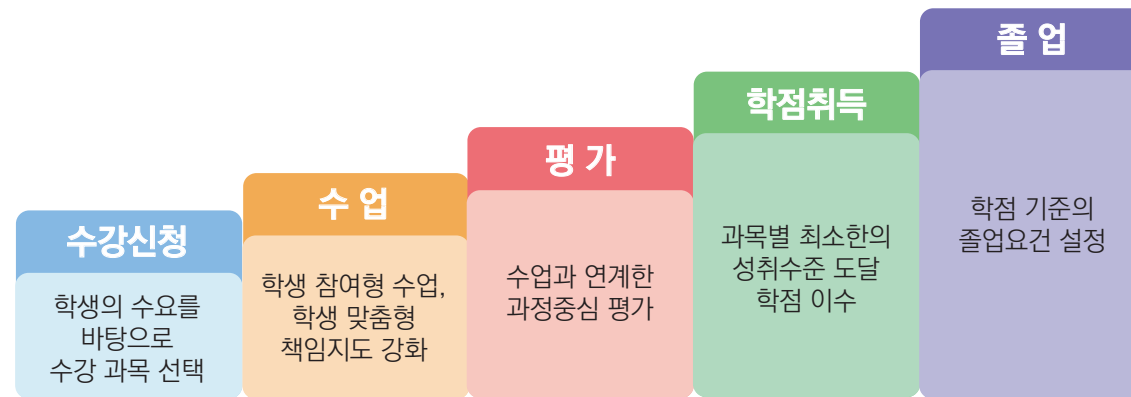 수강신청
학생의 수요를
바탕으로
수강 과목 선택
수 업
학생 참여형 수업,
학생 맞춤형
책임지도 강화
평 가
수업과 연계한
과정중심 평가
학점취득
과목별 최소한의
성취수준 도달
학점 이수
졸 업
학점 기준의
졸업요건 설정